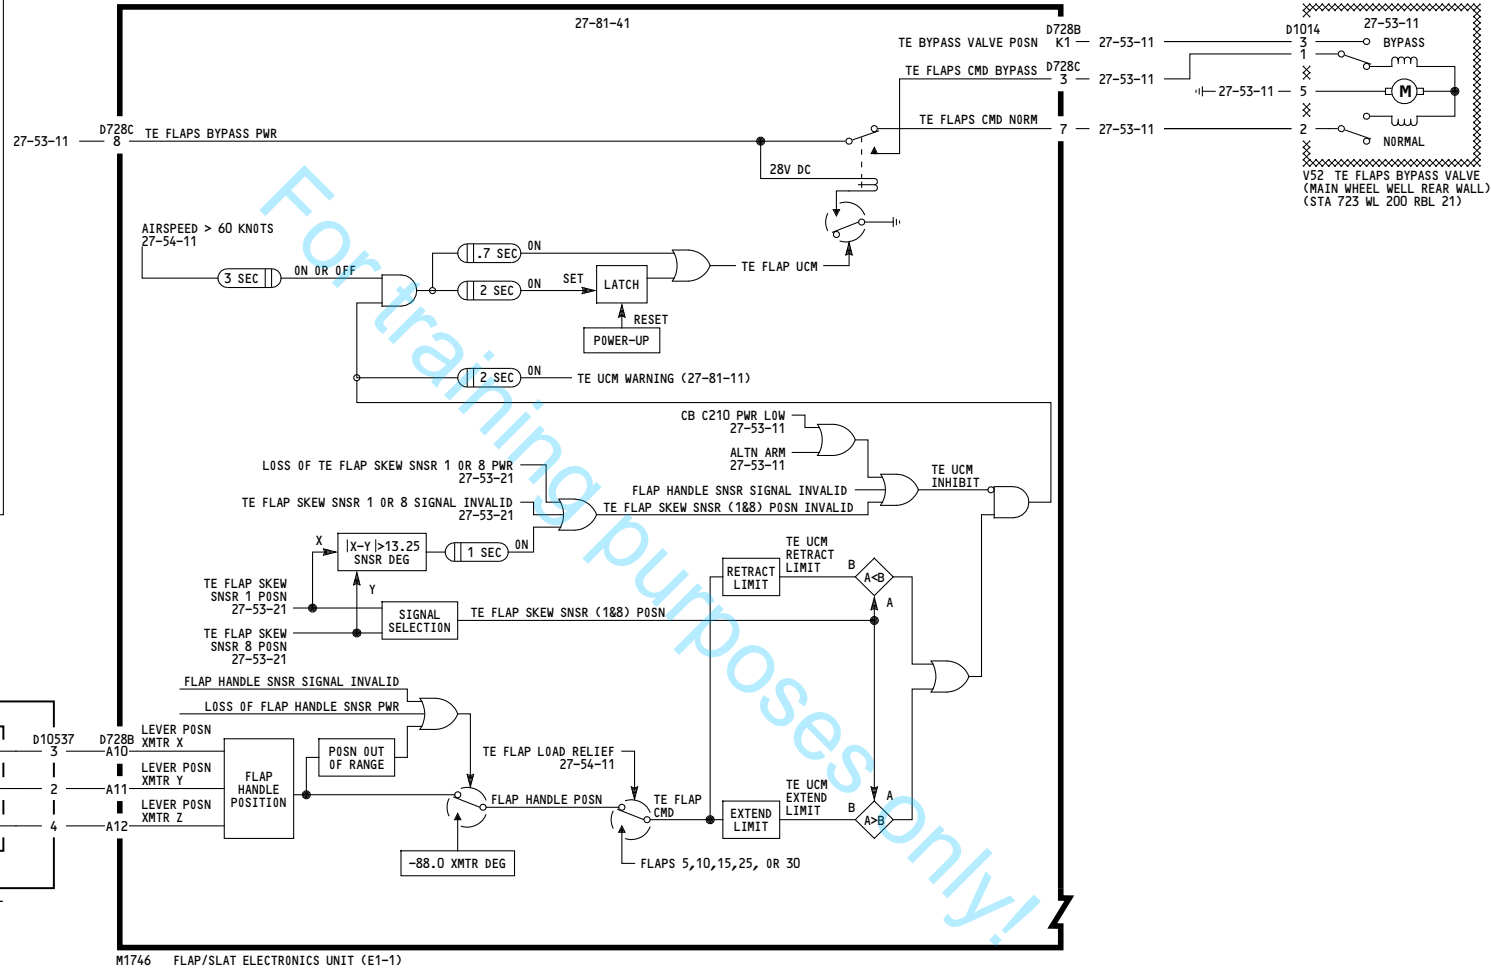 27-81-41
27-53-11
D728C
8
TE FLAPS BYPASS PWR
D728B
TE BYPASS VALVE POSN
K1
27-53-11
TE FLAPS CMD BYPASS
D728C
3
27-53-11
TE FLAPS CMD NORM
7
27-53-11
D1014
27-53-11
3
BYPASS
1
27-53-11
5
M
2
NORMAL
V52 TE FLAPS BYPASS VALVE
(MAIN WHEEL WELL REAR WALL)
(STA 723 WL 200 RBL 21)
28V DC
AIRSPEED > 60 KNOTS
27-54-11
3 SEC
ON OR OFF
.7 SEC
ON
2 SEC
ON
SET
LATCH
RESET
POWER-UP
TE FLAP UCM
2 SEC
ON
TE UCM WARNING (27-81-11)
CB C210 PWR LOW
27-53-11
ALTN ARM
27-53-11
LOSS OF TE FLAP SKEW SNSR 1 OR 8 PWR
27-53-21
FLAP HANDLE SNSR SIGNAL INVALID
TE UCM
INHIBIT
TE FLAP SKEW SNSR 1 OR 8 SIGNAL INVALID
27-53-21
TE FLAP SKEW SNSR (1&8) POSN INVALID
X
|X-Y|>13.25
SNSR DEG
1 SEC
ON
Y
TE FLAP SKEW
SNSR 1 POSN
27-53-21
TE FLAP SKEW
SNSR 8 POSN
27-53-21
SIGNAL
SELECTION
TE FLAP SKEW SNSR (1&8) POSN
RETRACT
LIMIT
TE UCM
RETRACT
LIMIT
B
A<B
A
FLAP HANDLE SNSR SIGNAL INVALID
LOSS OF FLAP HANDLE SNSR PWR
D10537
3
2
4
D728B
A10
A11
A12
LEVER POSN
XMTR X
LEVER POSN
XMTR Y
LEVER POSN
XMTR Z
FLAP
HANDLE
POSITION
POSN OUT
OF RANGE
-88.0 XMTR DEG
FLAP HANDLE POSN
TE FLAP LOAD RELIEF
27-54-11
TE FLAP
CMD
FLAPS 5,10,15,25, OR 30
EXTEND
LIMIT
TE UCM
EXTEND
LIMIT
B
A
A>B
M1746 FLAP/SLAT ELECTRONICS UNIT (E1-1)
For training purposes only!